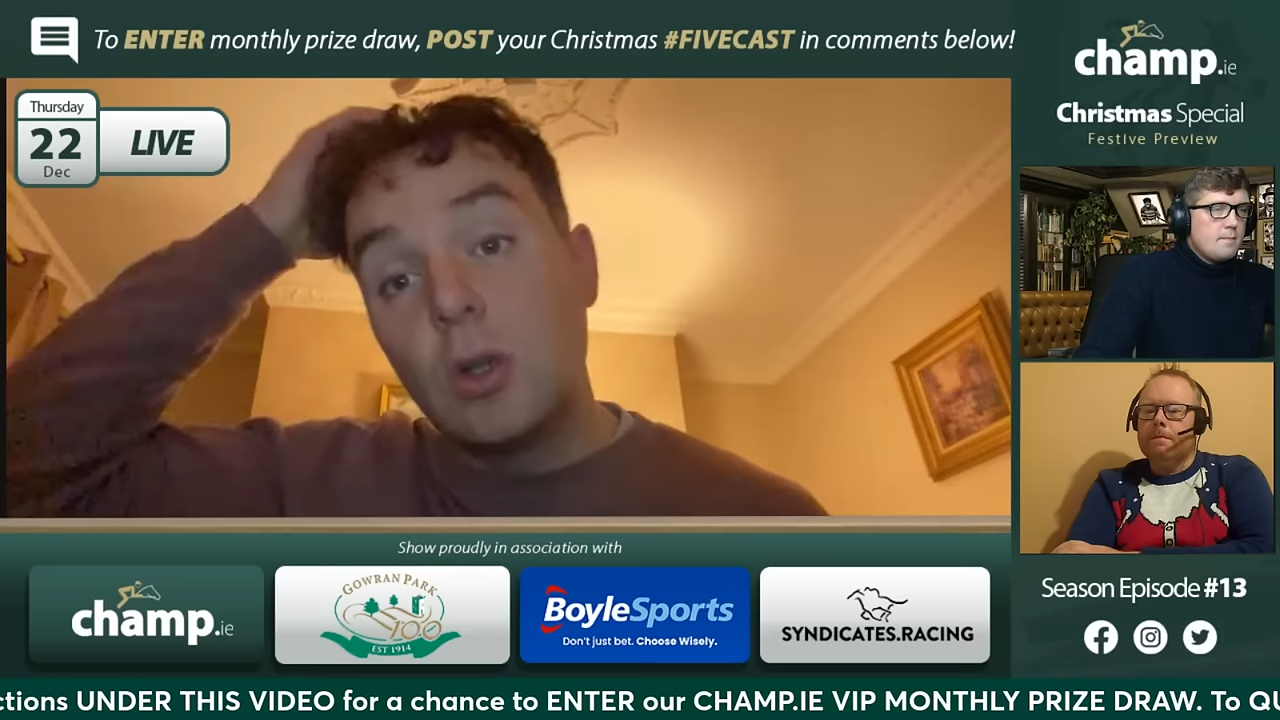 To ENTER monthly prize draw, POST your Christmas #FIVECAST in comments below!
champ.ie
Christmas Special
Festive Preview
Thursday
22
Dec
LIVE
Show proudly in association with
champ.ie
GOWRAN PARK
100
EST 1914
BoyleSports
Don't just bet. Choose Wisely.
SYNDICATES.RACING
Season Episode #13
ctions UNDER THIS VIDEO for a chance to ENTER our CHAMP.IE VIP MONTHLY PRIZE DRAW. To QU